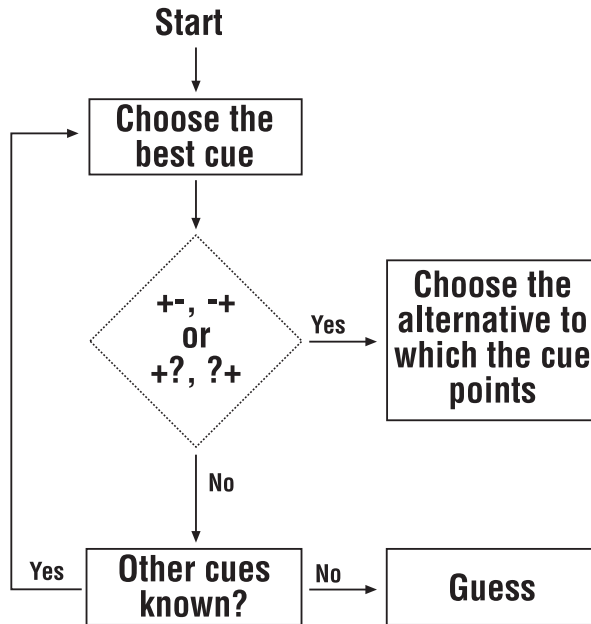 Start
Choose the
best cue
+-, -+
or
+?, ?+
Yes
Choose the
alternative to
which the cue
points
No
Yes
Other cues
known?
No
Guess